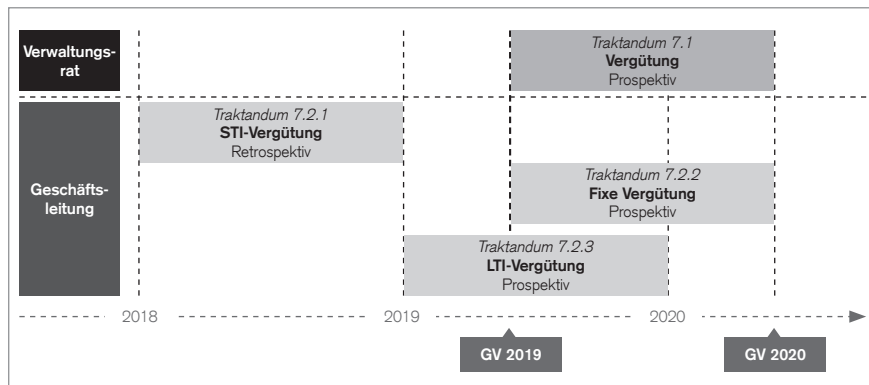 Verwaltungs-
rat
Traktandum 7.1
Vergütung
Prospektiv
Geschäfts-
leitung
Traktandum 7.2.1
STI-Vergütung
Retrospektiv
Traktandum 7.2.2
Fixe Vergütung
Prospektiv
Traktandum 7.2.3
LTI-Vergütung
Prospektiv
2018
2019
2020
GV 2019
GV 2020